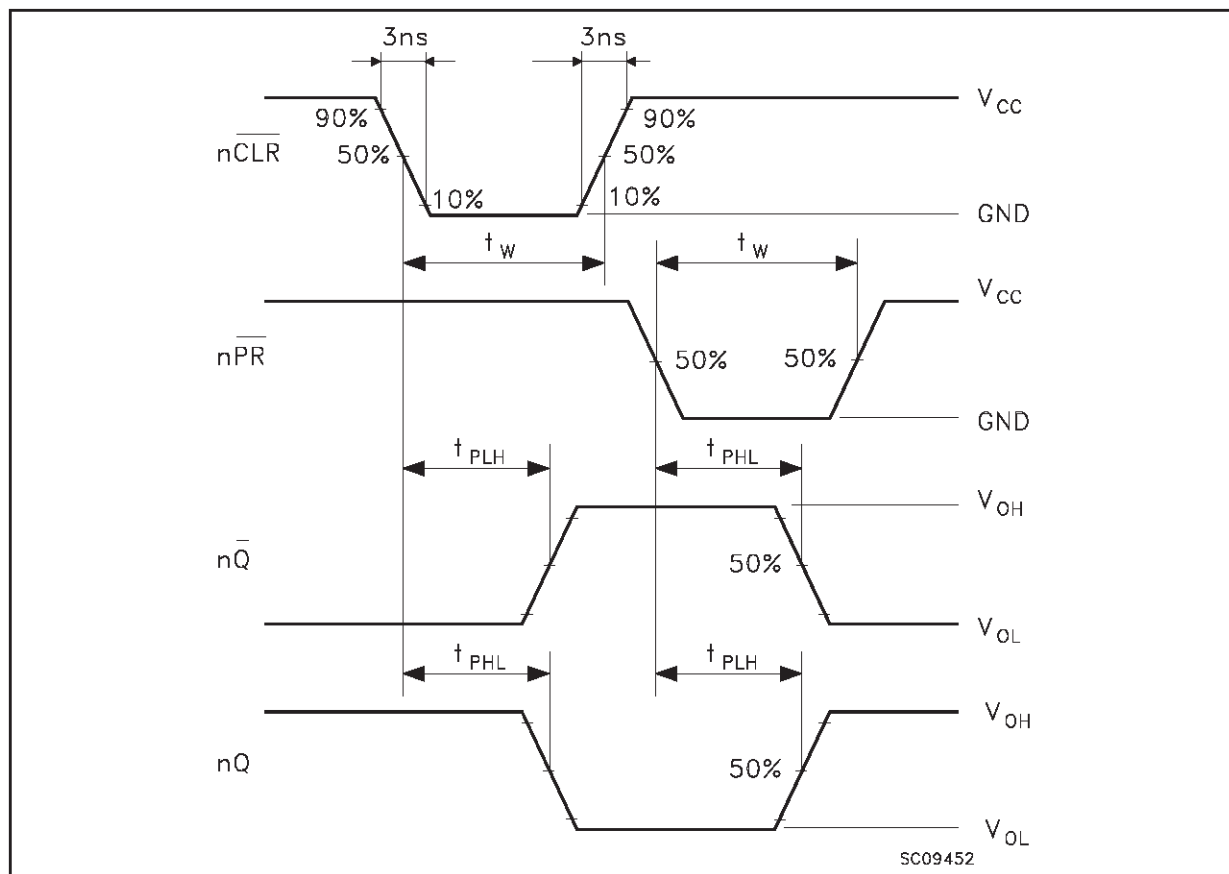 3ns 3ns
90% 90% V CC
nCLR 50% 50%
10% 10% GND
t W t W
V CC
nPR 50% 50%
GND
t PLH t PHL
V OH
nQ 50%
V OL
t PHL t PLH
V OH
nQ 50%
V OL
SC09452